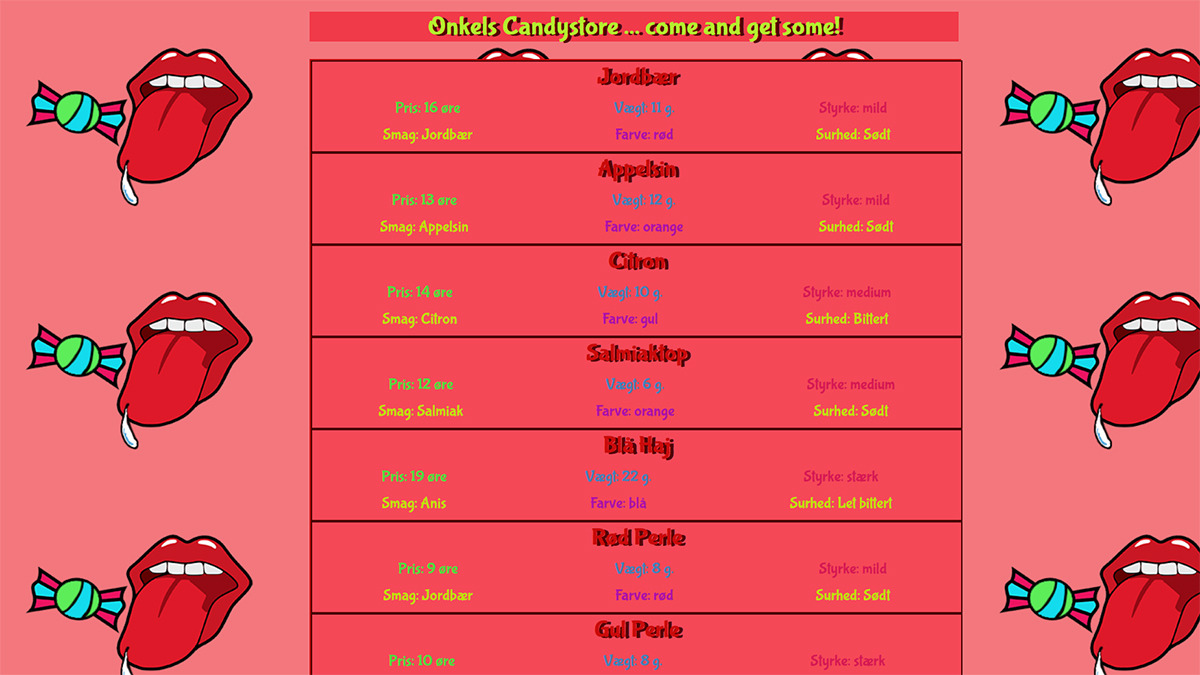 Onkels Candystore ... come and get some!
Jordbær
Pris: 16 øre Vægt: 11 g. Styrke: mild
Smag: Jordbær Farve: rød Surhed: Sødt
Appelsin
Pris: 13 øre Vægt: 12 g. Styrke: mild
Smag: Appelsin Farve: orange Surhed: Sødt
Citron
Pris: 14 øre Vægt: 10 g. Styrke: medium
Smag: Citron Farve: gul Surhed: Bittert
Salmiaktop
Pris: 12 øre Vægt: 6 g. Styrke: medium
Smag: Salmiak Farve: orange Surhed: Sødt
Blå Haj
Pris: 19 øre Vægt: 22 g. Styrke: stærk
Smag: Anis Farve: blå Surhed: Let bittert
Rød Perle
Pris: 9 øre Vægt: 8 g. Styrke: mild
Smag: Jordbær Farve: rød Surhed: Sødt
Gul Perle
Pris: 10 øre Vægt: 8 g. Styrke: stærk